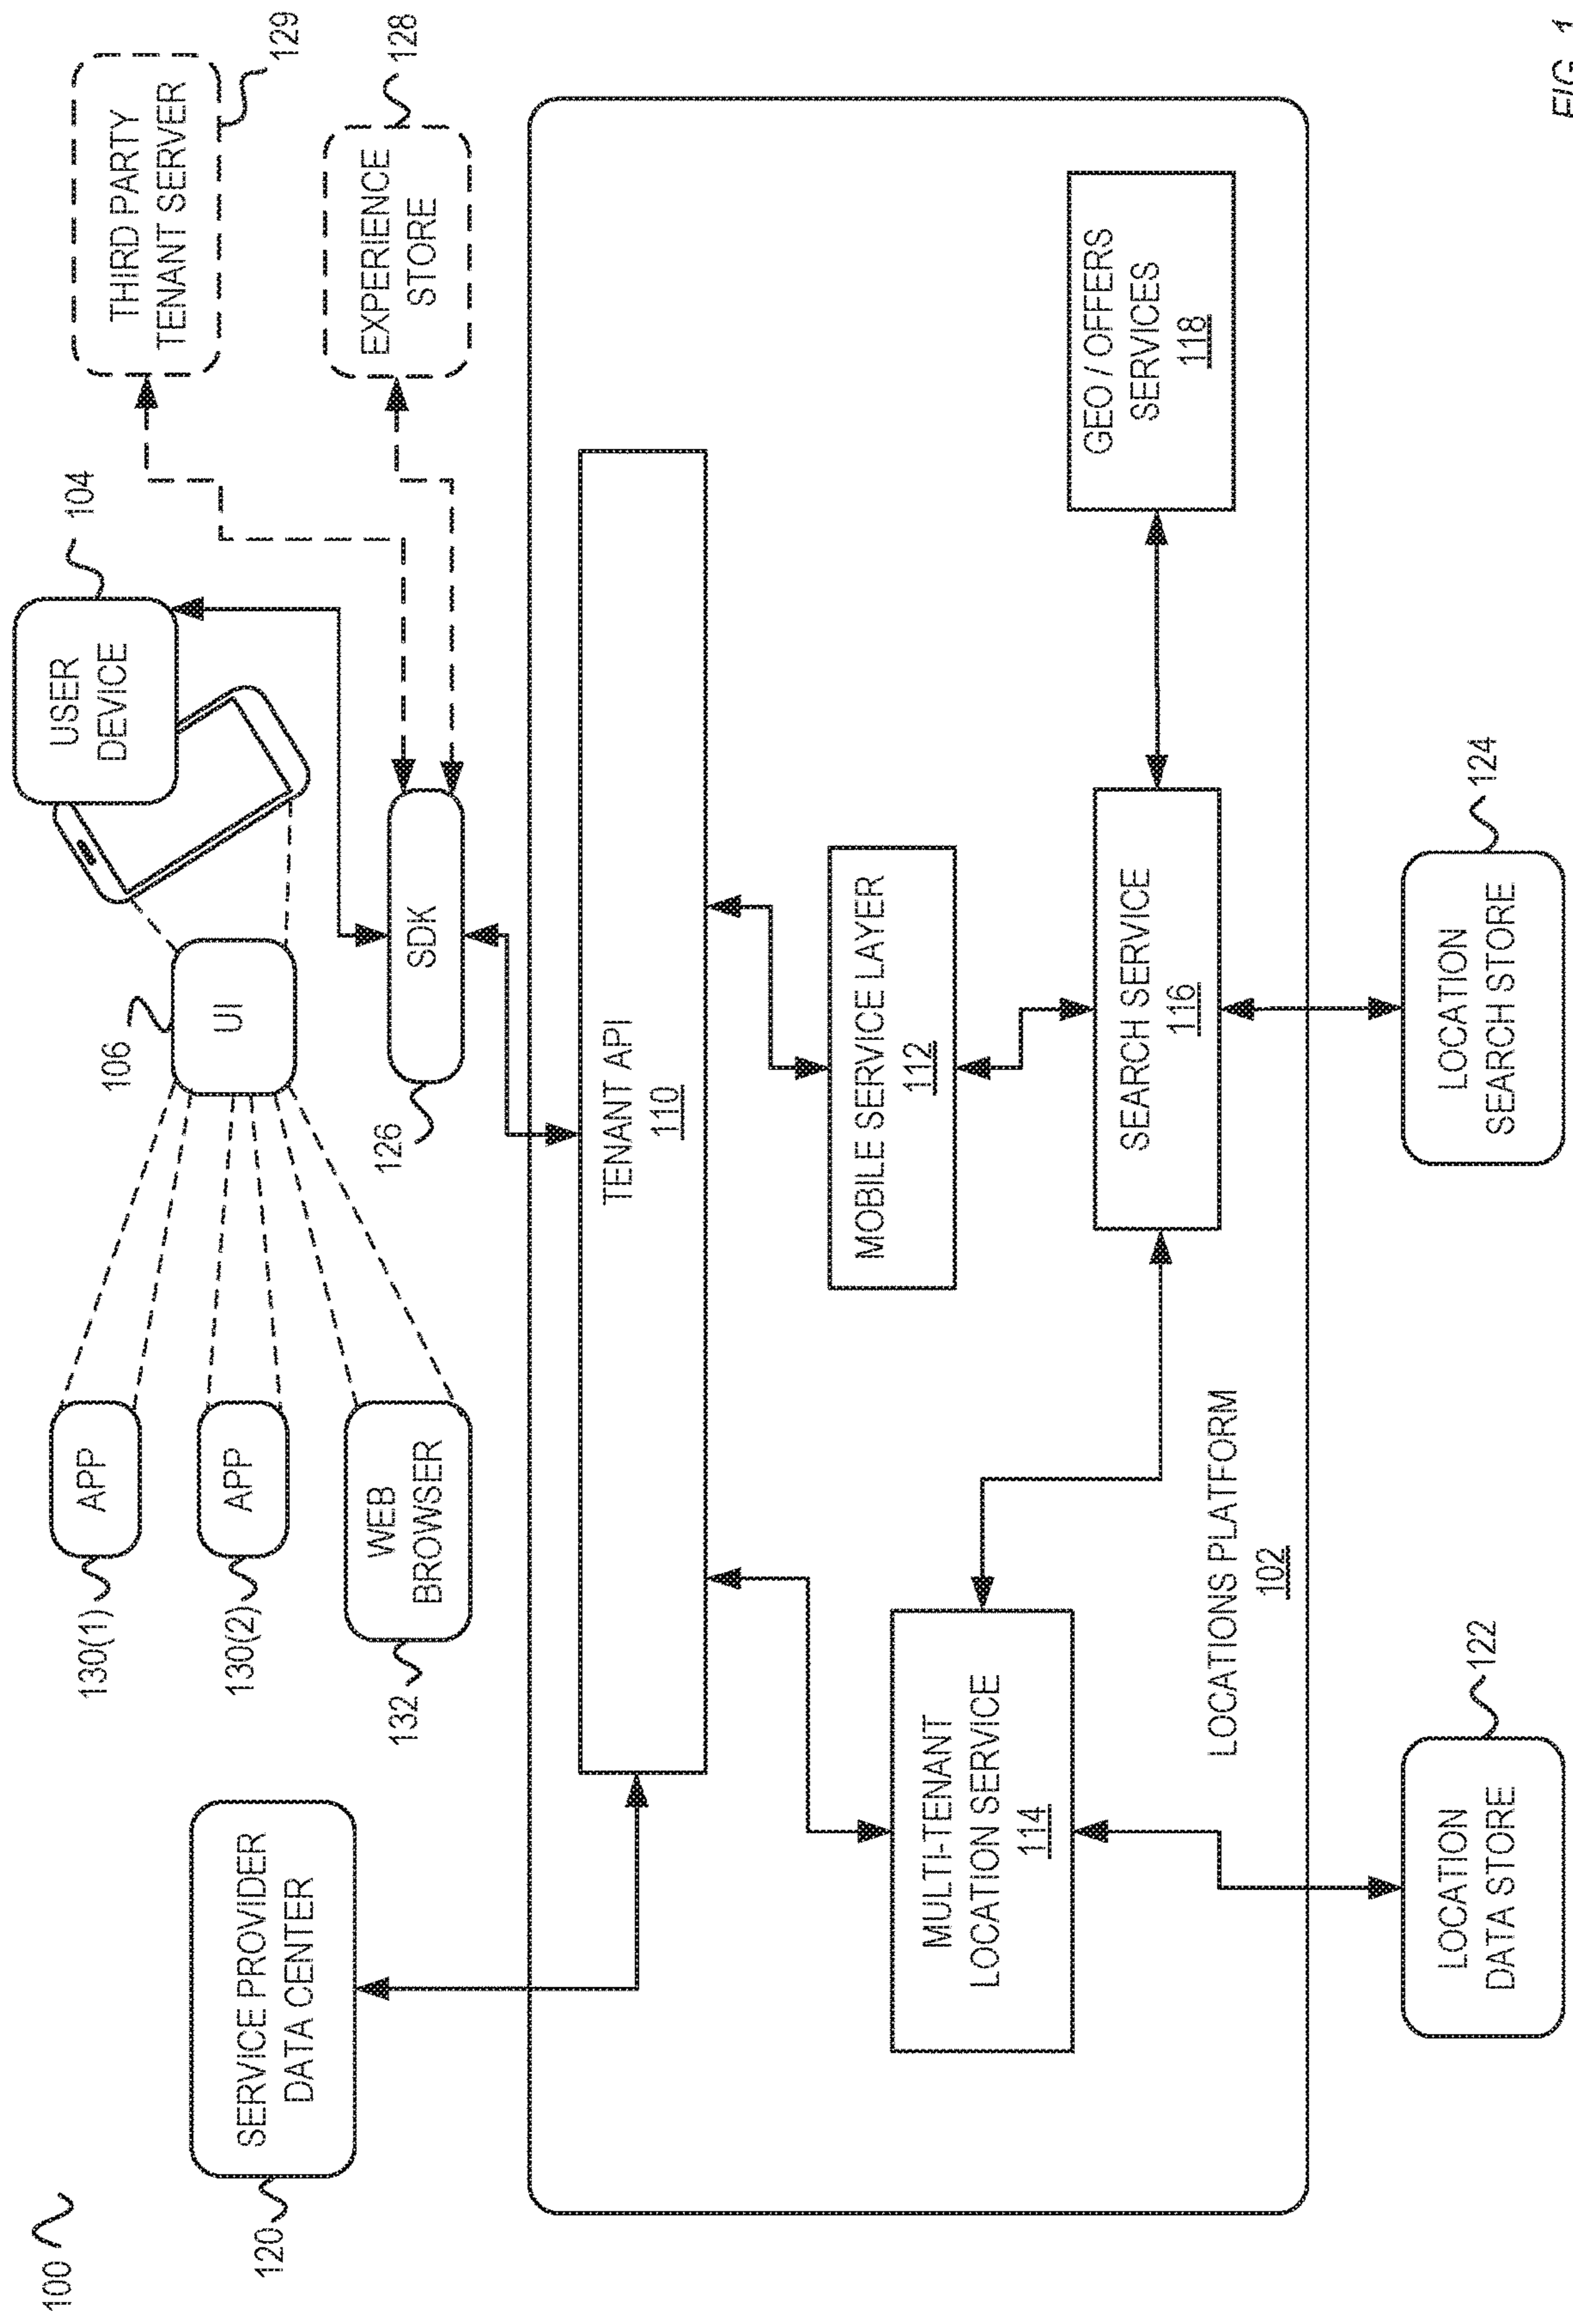 100
120
SERVICE PROVIDER
DATA CENTER
130(1)
APP
130(2)
APP
132
WEB
BROWSER
106
UI
USER
DEVICE
104
126
SDK
THIRD PARTY
TENANT SERVER
129
EXPERIENCE
STORE
128
TENANT API
110
MOBILE SERVICE LAYER
112
MULTI-TENANT
LOCATION SERVICE
114
SEARCH SERVICE
116
GEO / OFFERS
SERVICES
118
LOCATIONS PLATFORM
102
LOCATION
DATA STORE
122
LOCATION
SEARCH STORE
124
FIG. 1